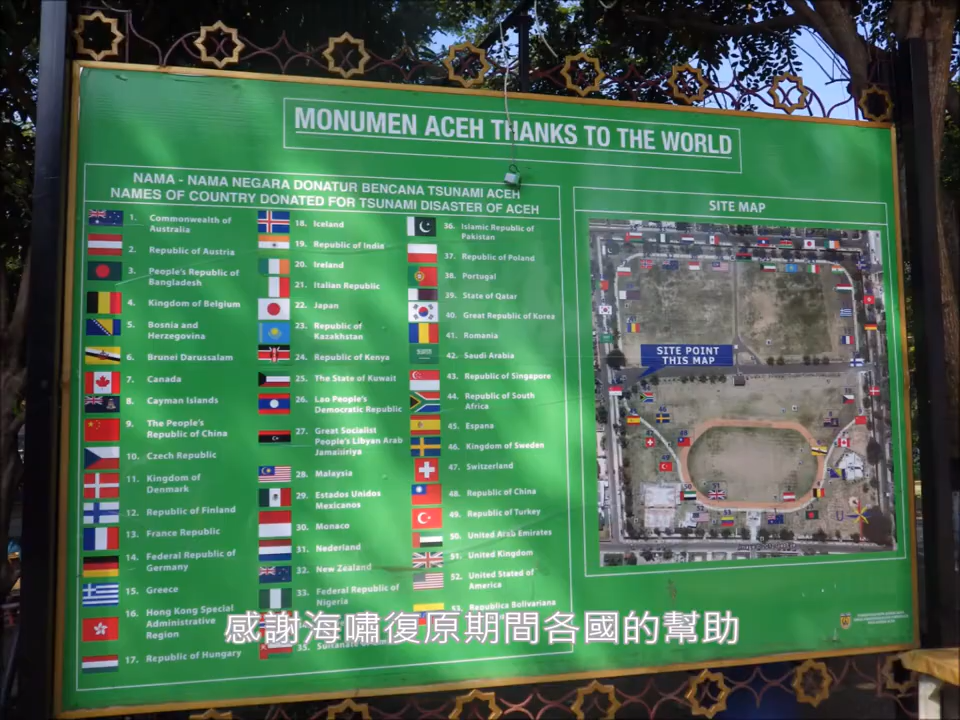 MONUMEN ACEH THANKS TO THE WORLD
NAMA - NAMA NEGARA DONATUR BENCANA TSUNAMI ACEH
NAMES OF COUNTRY DONATED FOR TSUNAMI DISASTER OF ACEH
1. Commonwealth of
Australia
2. Republic of Austria
3. People's Republic of
Bangladesh
4. Kingdom of Belgium
5. Bosnia and
Herzegovina
6. Brunei Darussalam
7. Canada
8. Cayman Islands
9. The People's
Republic of China
10. Czech Republic
11. Kingdom of
Denmark
12. Republic of Finland
13. France Republic
14. Federal Republic of
Germany
15. Greece
16. Hong Kong Special
Administrative
Region
17. Republic of Hungary
18. Iceland
19. Republic of India
20. Ireland
21. Italian Republic
22. Japan
23. Republic of
Kazakhstan
24. Republic of Kenya
25. The State of Kuwait
26. Lao People's
Democratic Republic
27. Great Socialist
People's Libyan Arab
Jamaisiriya
28. Malaysia
29. Estados Unidos
Mexicanos
30. Monaco
31. Nederland
32. New Zealand
33. Federal Republic of
Nigeria
35. Sultanate
36. Islamic Republic of
Pakistan
37. Republic of Poland
38. Portugal
39. State of Qatar
40. Great Republic of Korea
41. Romania
42. Saudi Arabia
43. Republic of Singapore
44. Republic of South
Africa
45. Espana
46. Kingdom of Sweden
47. Switzerland
48. Republic of China
49. Republic of Turkey
50. United Arab Emirates
51. United Kingdom
52. United Stated of
America
53. Republica Bolivariana
SITE MAP
SITE POINT
THIS MAP
感謝海嘯復原期間各國的幫助